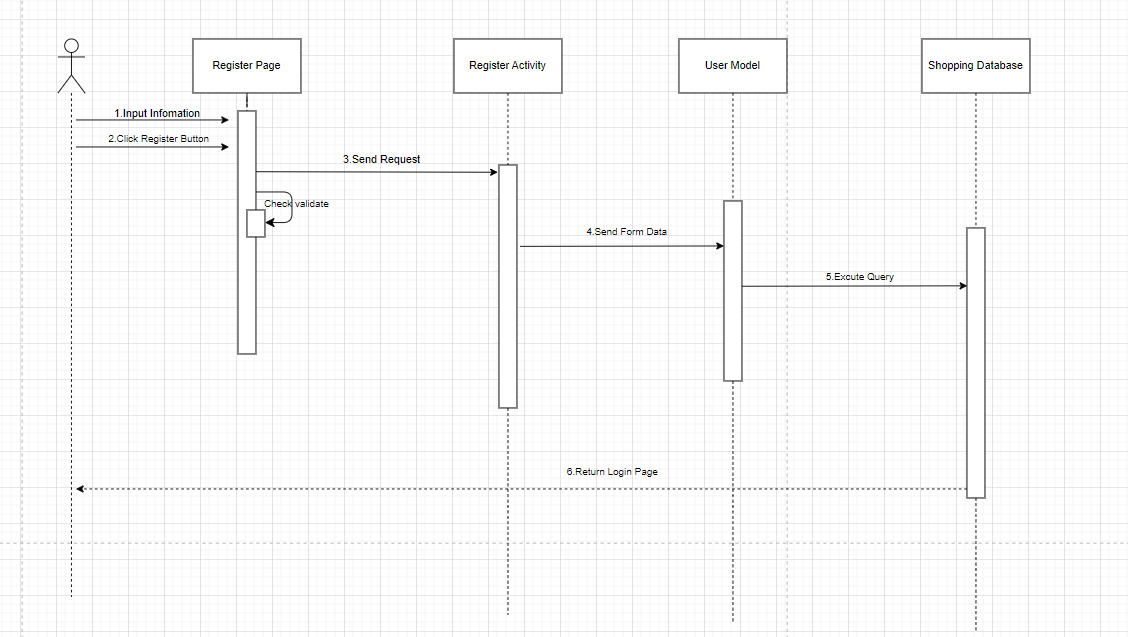 Register Page
Register Activity
User Model
Shopping Database
1.Input Infomation
2.Click Register Button
3.Send Request
Check validate
4.Send Form Data
5.Excute Query
6.Return Login Page